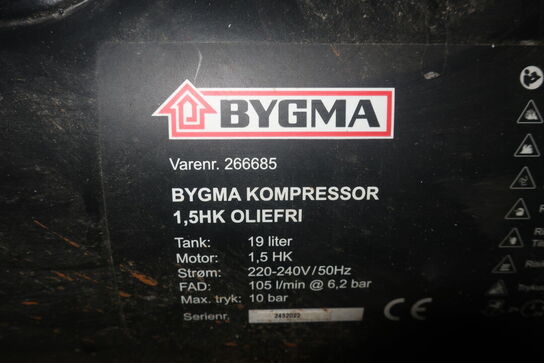 BYGMA
Varenr. 266685
BYGMA KOMPRESSOR
1,5HK OLIEFRI
Tank: 19 liter
Motor: 1,5 HK
Strøm: 220-240V/50Hz
FAD: 105 l/min @ 6,2 bar
Max. tryk: 10 bar
Serienr. 2452022
CE